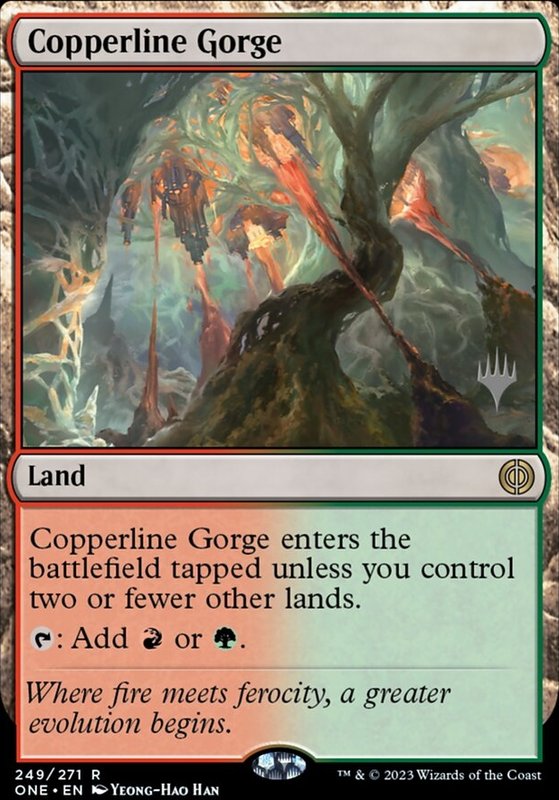 Copperline Gorge
Land
Copperline Gorge enters the
battlefield tapped unless you control
two or fewer other lands.
: Add or .
Where fire meets ferocity, a greater
evolution begins.
249/271 R
ONE • EN Yeong-Hao Han
™ & © 2023 Wizards of the Coast